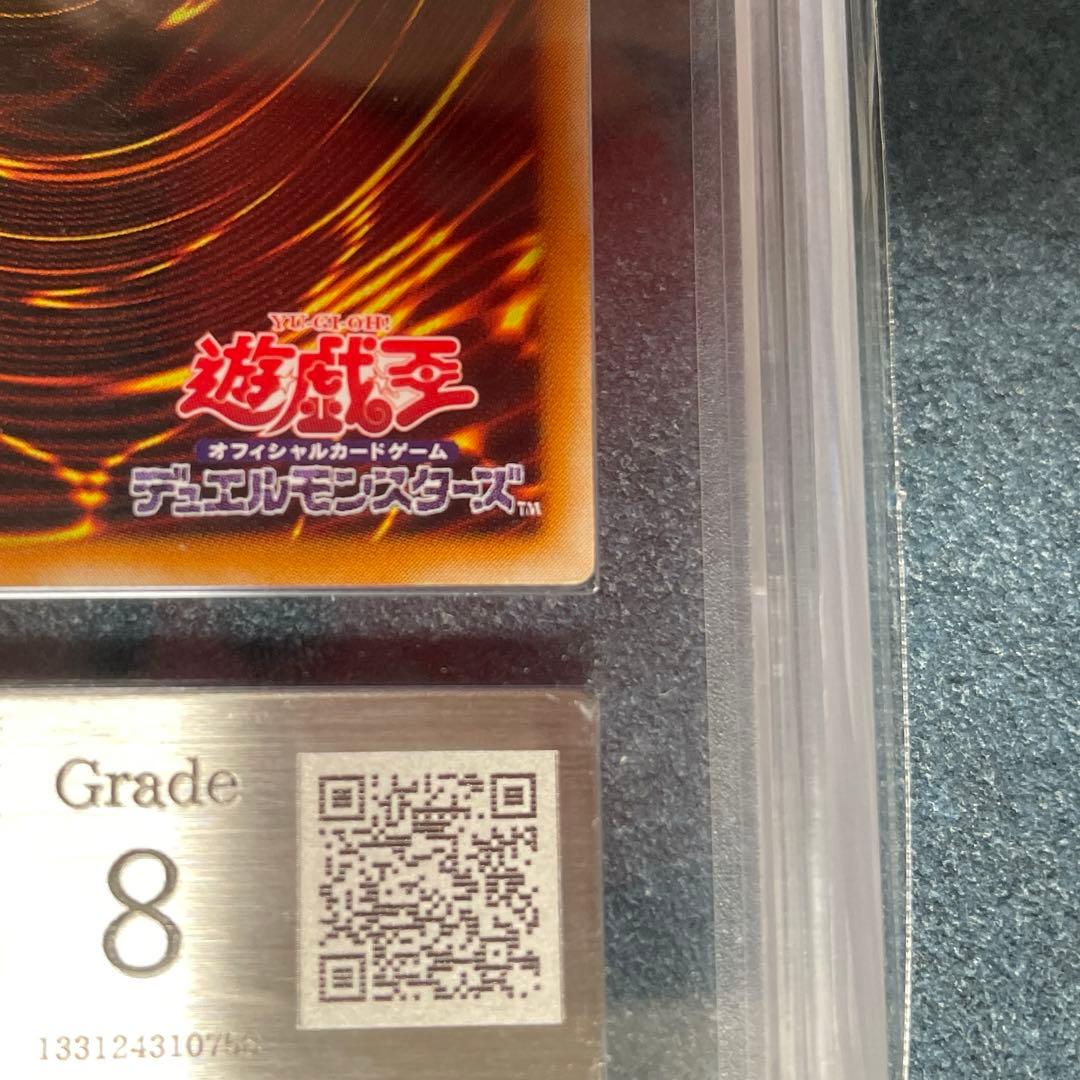 YU-GI-OH!
遊戯王
オフィシャルカードゲーム
デュエルモンスターズ TM
Grade
8